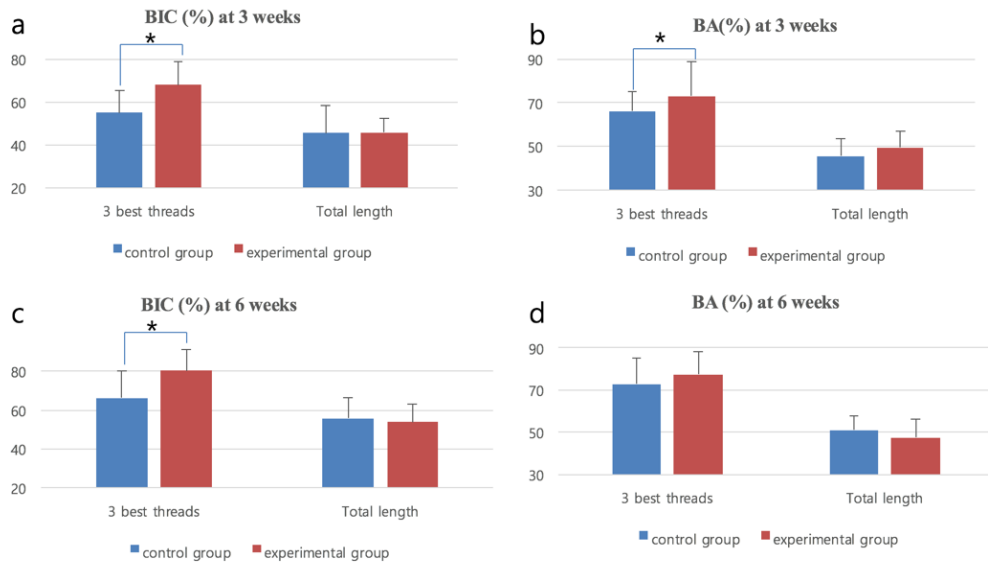 a
BIC (%) at 3 weeks
*
80
60
40
20
3 best threads
Total length
control group
experimental group
b
BA(%) at 3 weeks
*
90
70
50
30
3 best threads
Total length
control group
experimental group
c
BIC (%) at 6 weeks
*
80
60
40
20
3 best threads
Total length
control group
experimental group
d
BA (%) at 6 weeks
90
70
50
30
3 best threads
Total length
control group
experimental group